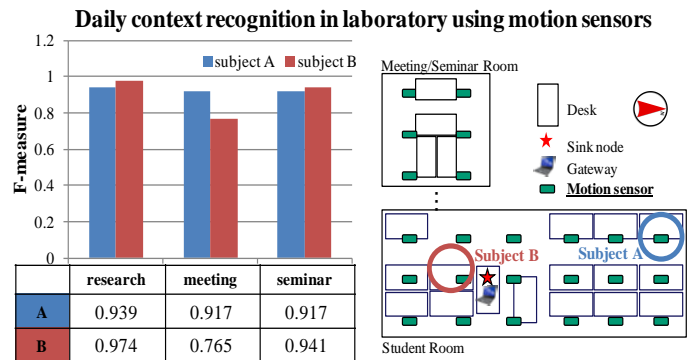 Daily context recognition in laboratory using motion sensors
F-measure
1.2
1
0.8
0.6
0.4
0.2
0
subject A
subject B
research meeting seminar
A 0.939 0.917 0.917
B 0.974 0.765 0.941
Meeting/Seminar Room
Desk
Sink node
Gateway
Motion sensor
Subject B
Subject A
Student Room